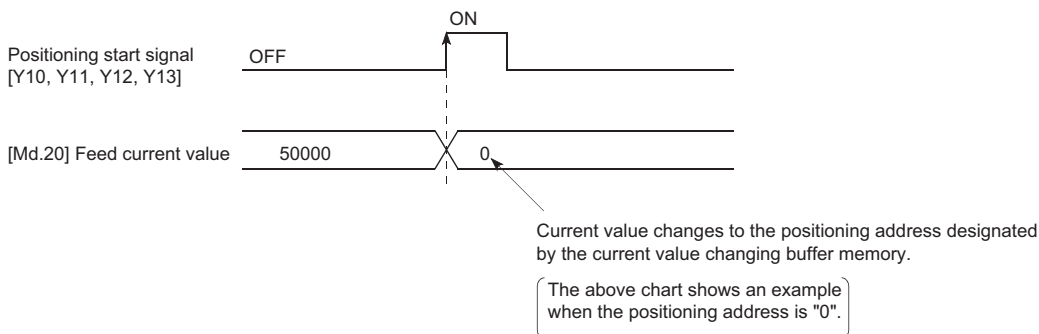 ON
Positioning start signal
[Y10, Y11, Y12, Y13]
OFF
[Md.20] Feed current value
50000
0
Current value changes to the positioning address designated
by the current value changing buffer memory.
The above chart shows an example
when the positioning address is "0".